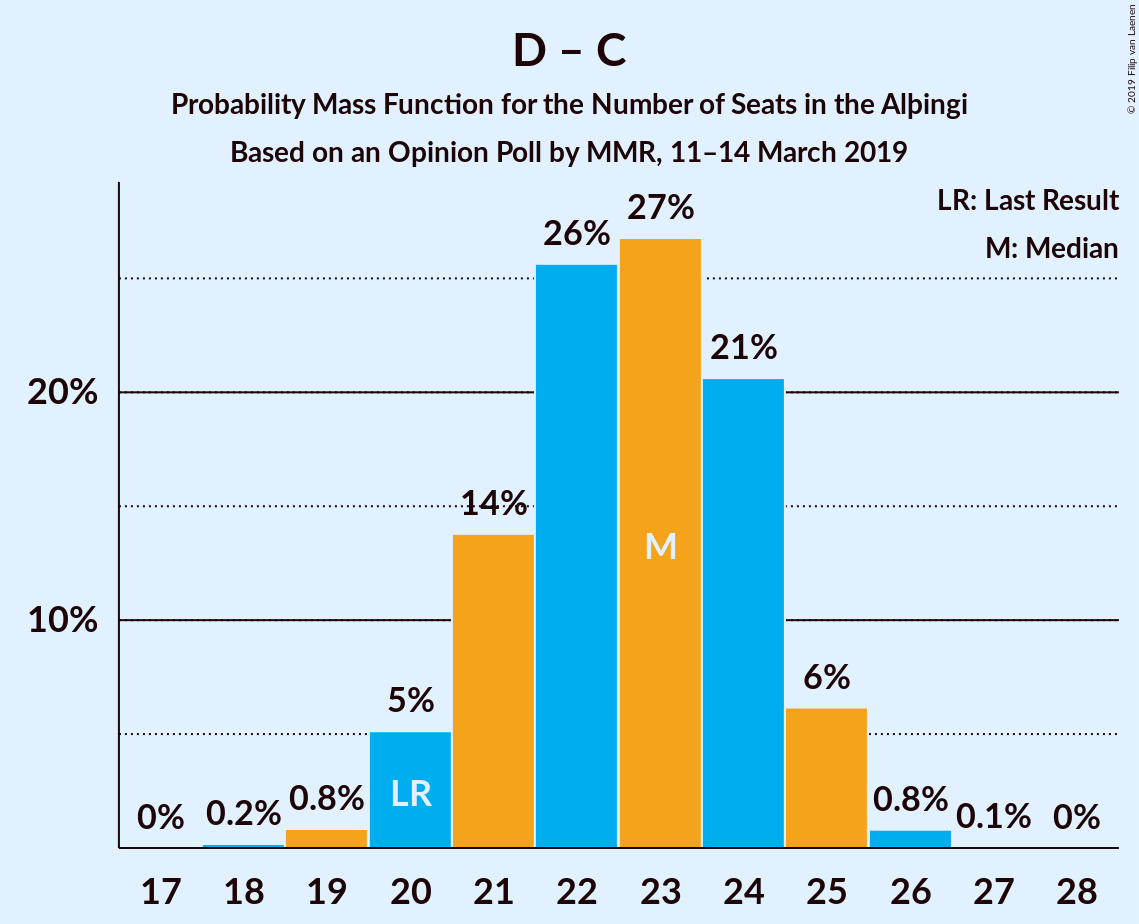 D – C
Probability Mass Function for the Number of Seats in the Alþingi
Based on an Opinion Poll by MMR, 11–14 March 2019
© 2019 Filip van Laenen
LR: Last Result
M: Median
27%
26%
21%
20%
14%
M
10%
6%
5%
LR
0% 0.2% 0.8% 0.8% 0.1% 0%
17 18 19 20 21 22 23 24 25 26 27 28